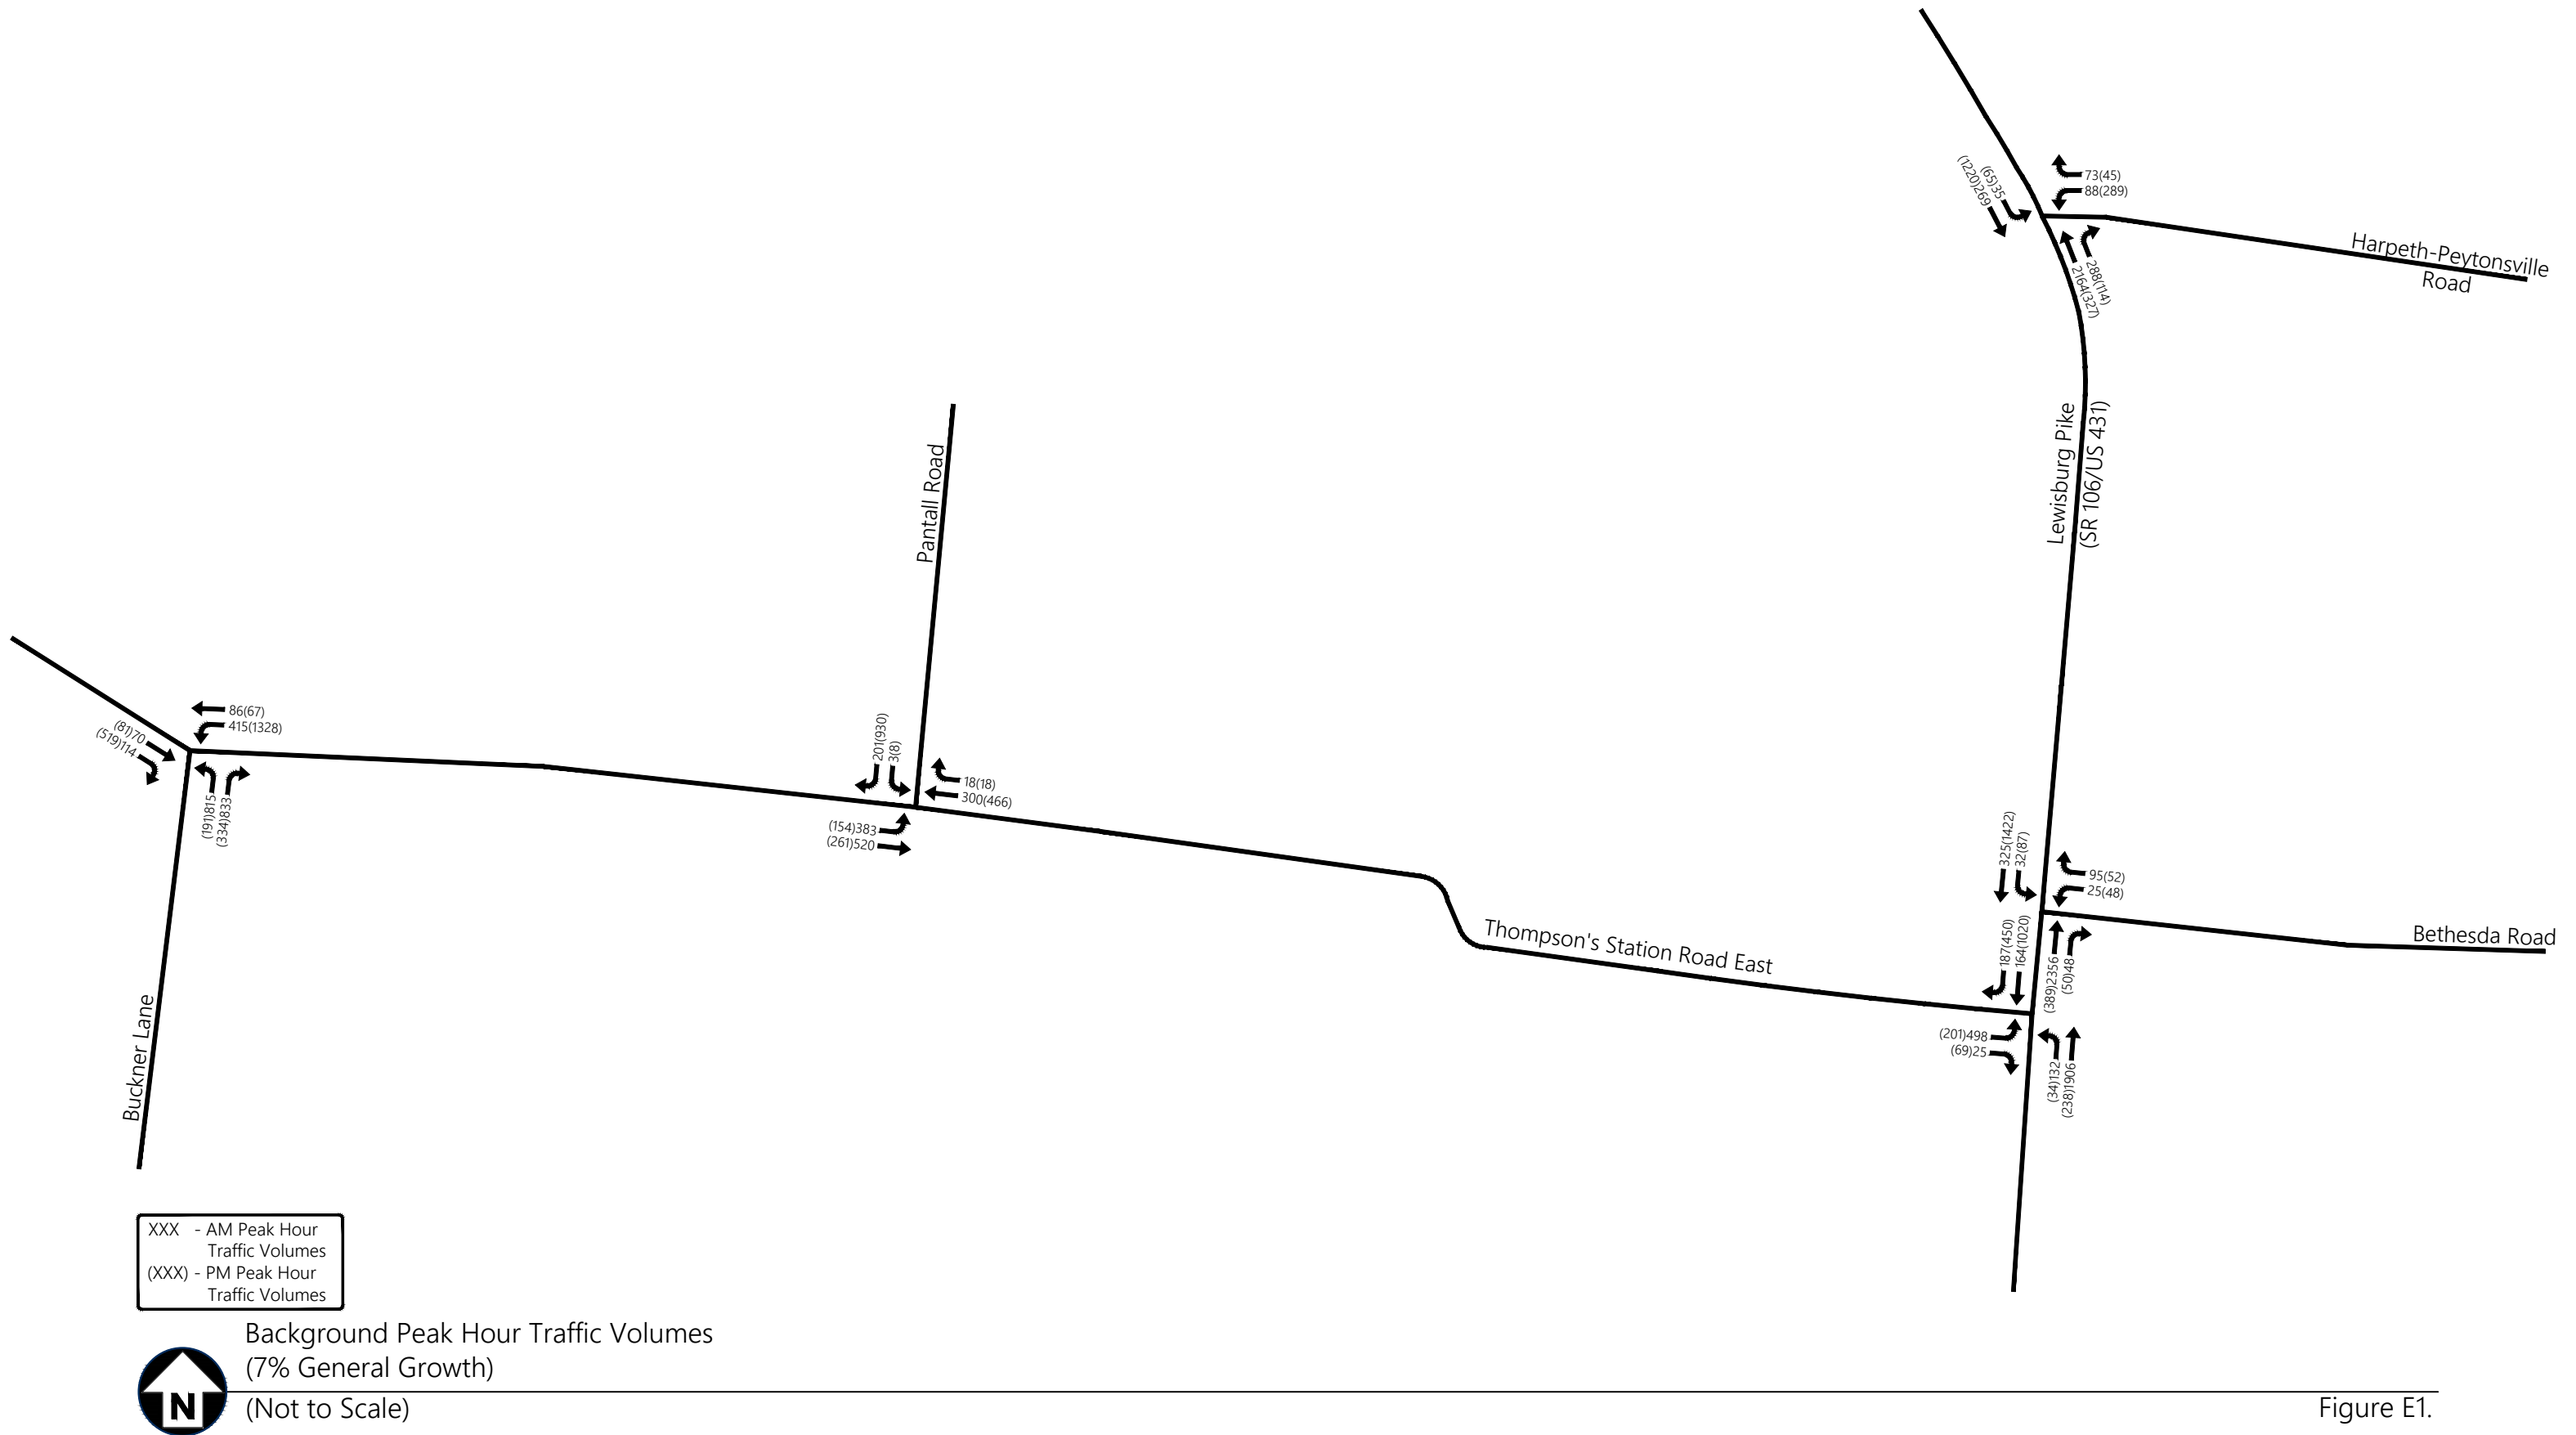 (65)35
(1220)269
73(45)
88(289)
Harpeth-Peytonsville
Road
288(114)
2164(327)
Lewisburg Pike
(SR 106/US 431)
Pantall Road
86(67)
415(1328)
(81)70
(519)114
(191)815
(334)833
201(930)
3(8)
18(18)
300(466)
(154)383
(261)520
325(1422)
32(87)
95(52)
25(48)
Bethesda Road
Thompson's Station Road East
187(450)
164(1020)
(389)2356
(50)48
(201)498
(69)25
(34)132
(238)1906
Buckner Lane
XXX - AM Peak Hour
Traffic Volumes
(XXX) - PM Peak Hour
Traffic Volumes
Background Peak Hour Traffic Volumes
(7% General Growth)
N
(Not to Scale)
Figure E1.